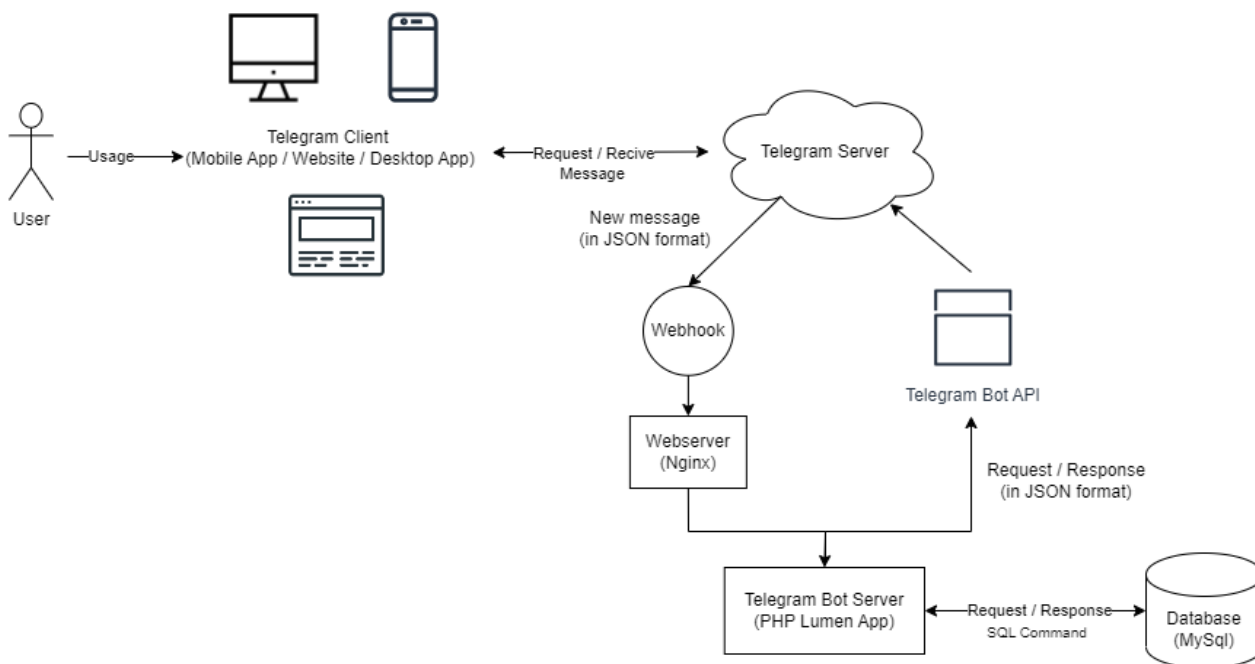 User
Usage
Telegram Client
(Mobile App / Website / Desktop App)
Request / Recive
Message
Telegram Server
New message
(in JSON format)
Webhook
Webserver
(Nginx)
Telegram Bot API
Request / Response
(in JSON format)
Telegram Bot Server
(PHP Lumen App)
Request / Response
SQL Command
Database
(MySql)